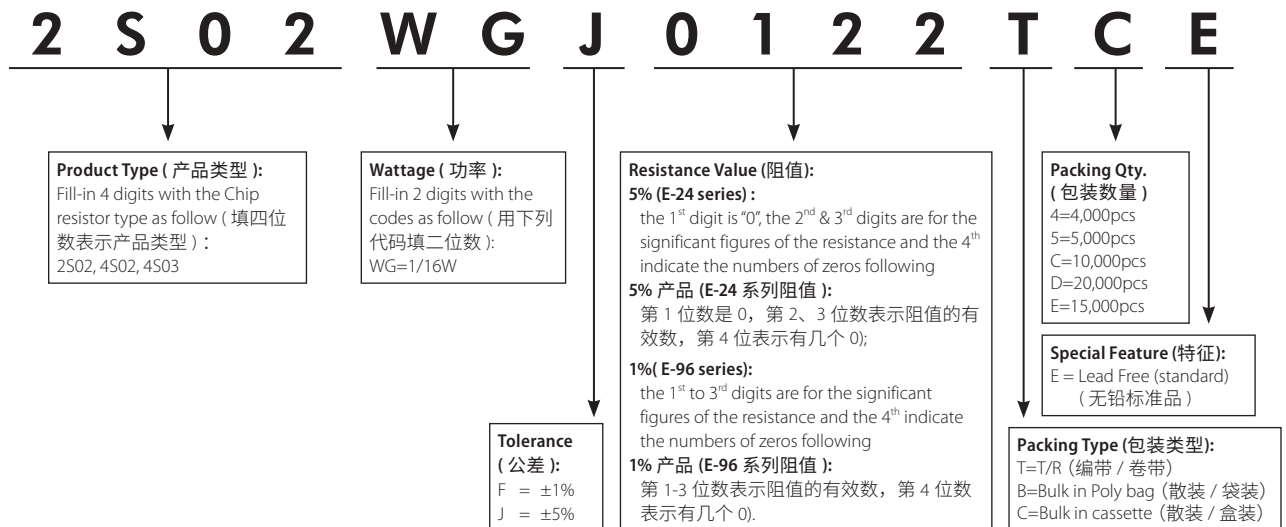 2 S 0 2 W G J 0 1 2 2 T C E
Product Type ( 产品类型 ):
Fill-in 4 digits with the Chip
resistor type as follow ( 填四位
数表示产品类型 ) :
2S02, 4S02, 4S03
Wattage ( 功率 ):
Fill-in 2 digits with the
codes as follow ( 用下列
代码填二位数 ):
WG=1/16W
Tolerance
( 公差 ):
F = ±1%
J = ±5%
Resistance Value (阻值):
5% (E-24 series) :
the 1st digit is "0", the 2nd & 3rd digits are for the
significant figures of the resistance and the 4th
indicate the numbers of zeros following
5% 产品 (E-24 系列阻值 ):
第 1 位数是 0，第 2、3 位数表示阻值的有
效数，第 4 位表示有几个 0);
1%( E-96 series):
the 1st to 3rd digits are for the significant
figures of the resistance and the 4th indicate
the numbers of zeros following
1% 产品 (E-96 系列阻值 ):
第 1-3 位数表示阻值的有效数，第 4 位数
表示有几个 0).
Packing Qty.
( 包装数量 )
4=4,000pcs
5=5,000pcs
C=10,000pcs
D=20,000pcs
E=15,000pcs
Special Feature (特征):
E = Lead Free (standard)
( 无铅标准品 )
Packing Type (包装类型):
T=T/R（编带 / 卷带）
B=Bulk in Poly bag（散装 / 袋装）
C=Bulk in cassette（散装 / 盒装）